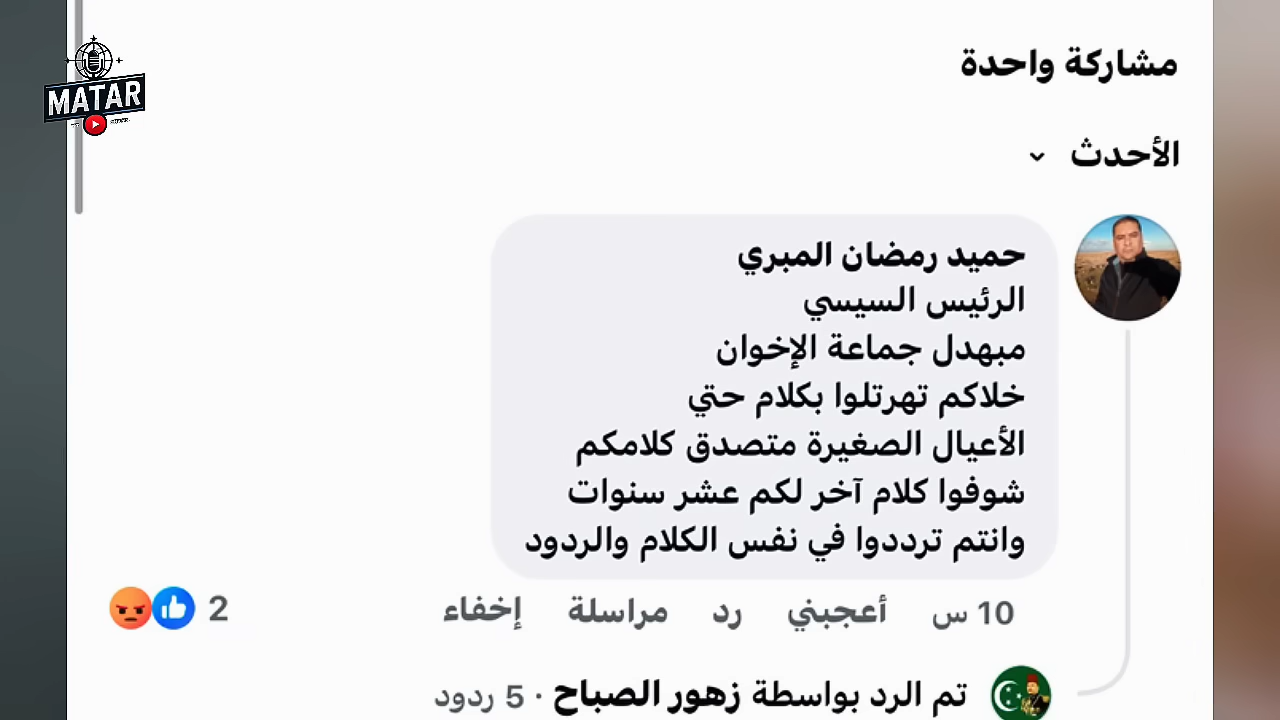 MATAR
مشاركة واحدة
الأحدث
حميد رمضان المبري
الرئيس السيسي
مبهدل جماعة الإخوان
خلاكم تهرتلوا بكلام حتي
الأعيال الصغيرة متصدق كلامكم
شوفوا كلام آخر لكم عشر سنوات
وانتم ترددوا في نفس الكلام والردود
10 س أعجبني رد مراسلة إخفاء 2
تم الرد بواسطة زهور الصباح · 5 ردود